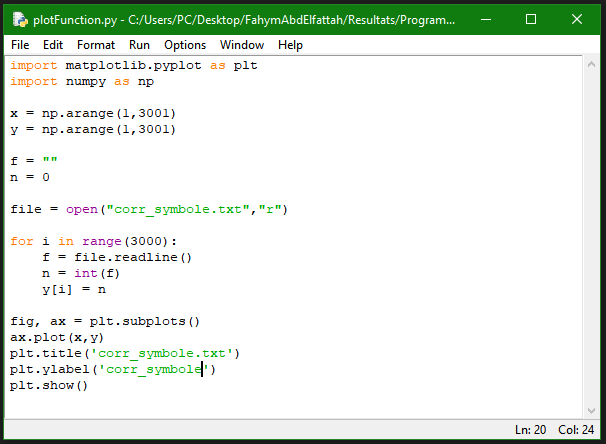 plotFunction.py - C:/Users/PC/Desktop/FahymAbdElfattah/Resultats/Program...
File Edit Format Run Options Window Help
import matplotlib.pyplot as plt
import numpy as np
x = np.arange(1,3001)
y = np.arange(1,3001)
f = ""
n = 0
file = open("corr_symbole.txt","r")
for i in range(3000):
    f = file.readline()
    n = int(f)
    y[i] = n
fig, ax = plt.subplots()
ax.plot(x,y)
plt.title('corr_symbole.txt')
plt.ylabel('corr_symbole')
plt.show()
Ln: 20 Col: 24